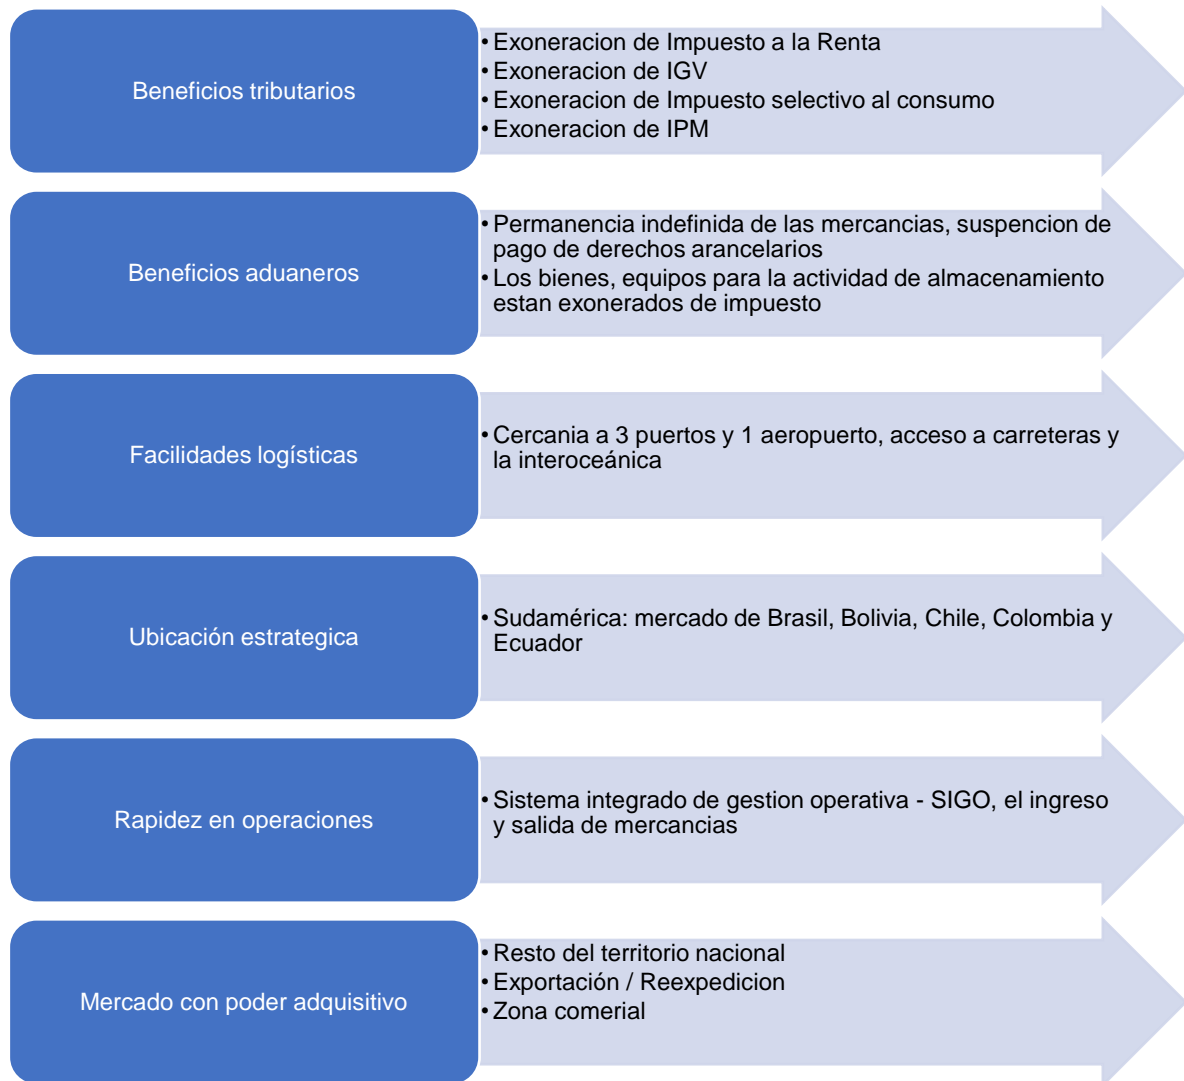 Beneficios tributarios
• Exoneracion de Impuesto a la Renta
• Exoneracion de IGV
• Exoneracion de Impuesto selectivo al consumo
• Exoneracion de IPM
Beneficios aduaneros
• Permanencia indefinida de las mercancias, suspencion de
pago de derechos arancelarios
• Los bienes, equipos para la actividad de almacenamiento
estan exonerados de impuesto
Facilidades logísticas
• Cercania a 3 puertos y 1 aeropuerto, acceso a carreteras y
la interoceánica
Ubicación estrategica
• Sudamérica: mercado de Brasil, Bolivia, Chile, Colombia y
Ecuador
Rapidez en operaciones
• Sistema integrado de gestion operativa - SIGO, el ingreso
y salida de mercancias
Mercado con poder adquisitivo
• Resto del territorio nacional
• Exportación / Reexpedicion
• Zona comerial